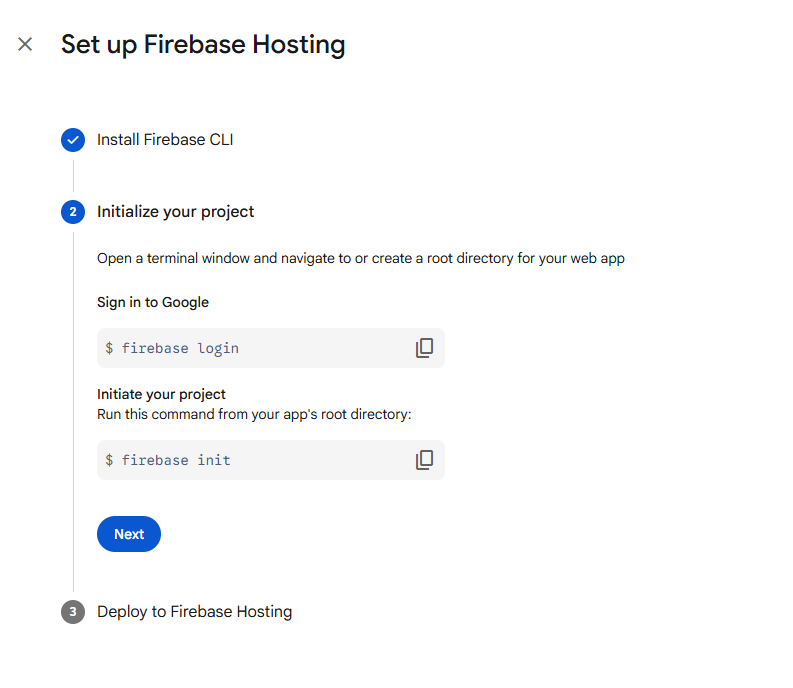 Set up Firebase Hosting
Install Firebase CLI
2 Initialize your project
Open a terminal window and navigate to or create a root directory for your web app
Sign in to Google
$ firebase login
Initiate your project
Run this command from your app's root directory:
$ firebase init
Next
3 Deploy to Firebase Hosting